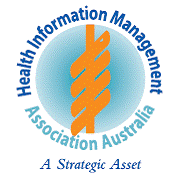 Health Information Management
Association Australia
A Strategic Asset